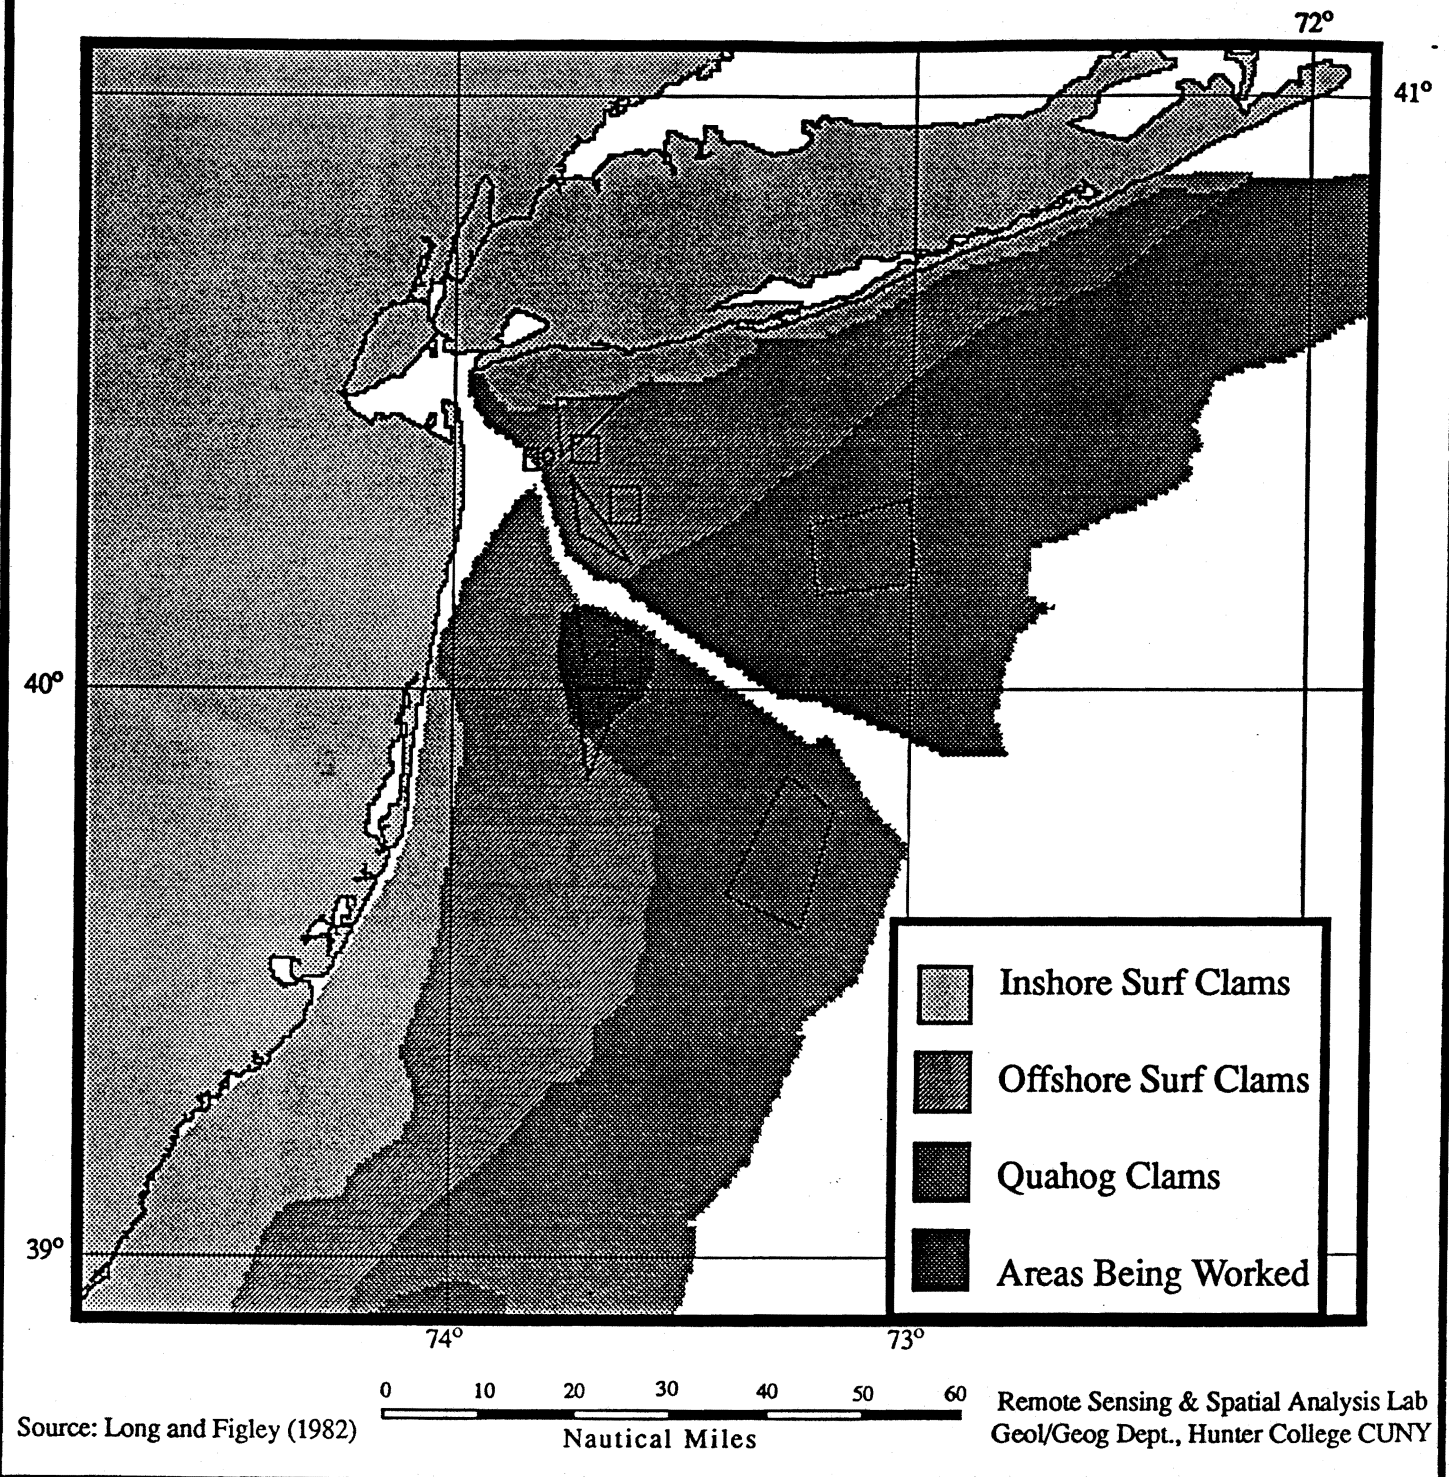 72°
41°
40°
39°
Inshore Surf Clams
Offshore Surf Clams
Quahog Clams
Areas Being Worked
74°
73°
0 10 20 30 40 50 60
Nautical Miles
Source: Long and Figley (1982)
Remote Sensing & Spatial Analysis Lab
Geol/Geog Dept., Hunter College CUNY